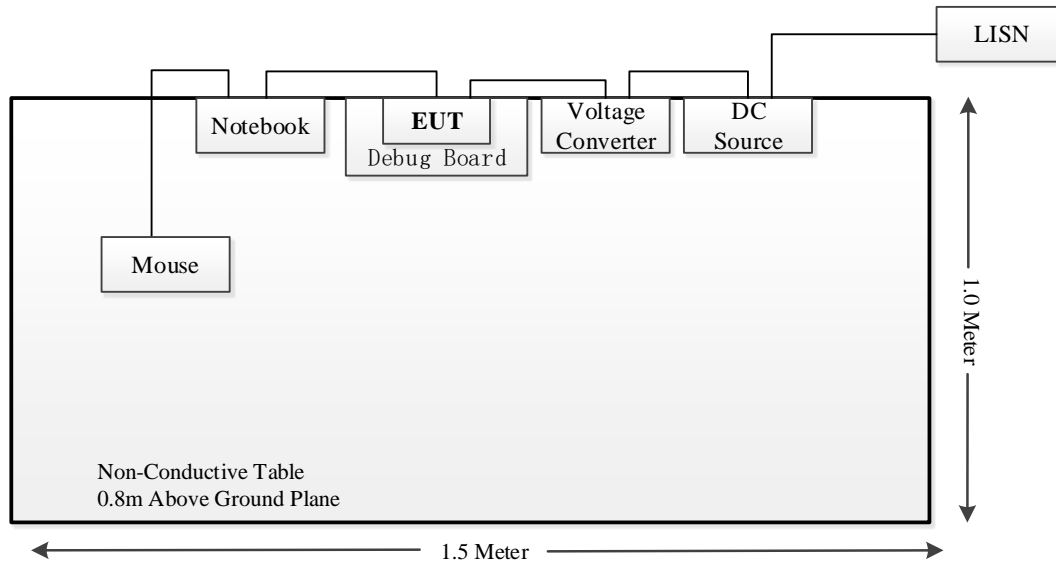 LISN
Notebook
EUT
Debug Board
Voltage
Converter
DC
Source
Mouse
1.0 Meter
Non-Conductive Table
0.8m Above Ground Plane
1.5 Meter